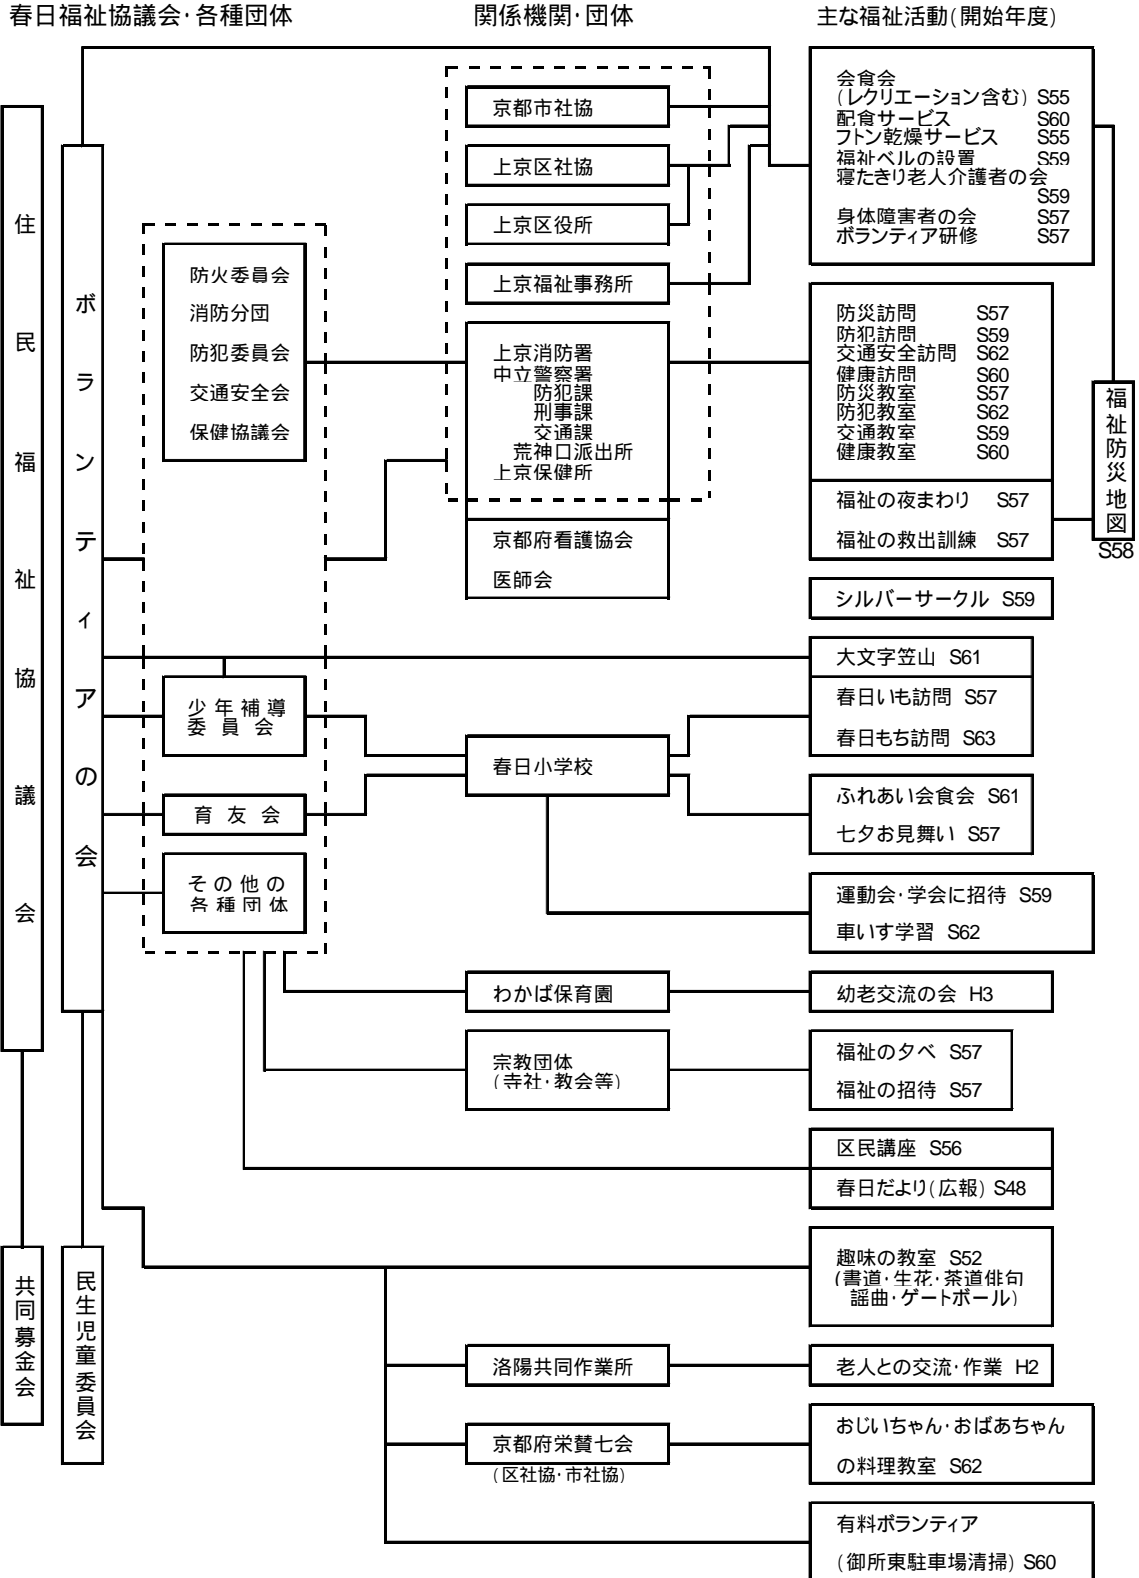 春日福祉協議会･各種団体
関係機関･団体
主な福祉活動(開始年度)
住民福祉協議会
共同募金会
ボランティアの会
民生児童委員会
防火委員会
消防分団
防犯委員会
交通安全会
保健協議会
少年補導
委員会
育友会
その他の
各種団体
京都市社協
上京区社協
上京区役所
上京福祉事務所
上京消防署
中立警察署
防犯課
刑事課
交通課
荒神口派出所
上京保健所
京都府看護協会
医師会
春日小学校
わかば保育園
宗教団体
(寺社･教会等)
洛陽共同作業所
京都府栄賛七会
(区社協･市社協)
会食会
(レクリエーション含む) S55
配食サービス S60
フトン乾燥サービス S55
福祉ベルの設置 S59
寝たきり老人介護者の会
S59
身体障害者の会 S57
ボランティア研修 S57
防災訪問 S57
防犯訪問 S59
交通安全訪問 S62
健康訪問 S60
防災教室 S57
防犯教室 S62
交通教室 S59
健康教室 S60
福祉の夜まわり S57
福祉の救出訓練 S57
福祉防災地図
S58
シルバーサークル S59
大文字笠山 S61
春日いも訪問 S57
春日もち訪問 S63
ふれあい会食会 S61
七夕お見舞い S57
運動会･学会に招待 S59
車いす学習 S62
幼老交流の会 H3
福祉の夕べ S57
福祉の招待 S57
区民講座 S56
春日だより(広報) S48
趣味の教室 S52
(書道･生花･茶道俳句
謡曲･ゲートボール)
老人との交流･作業 H2
おじいちゃん･おばあちゃん
の料理教室 S62
有料ボランティア
(御所東駐車場清掃) S60